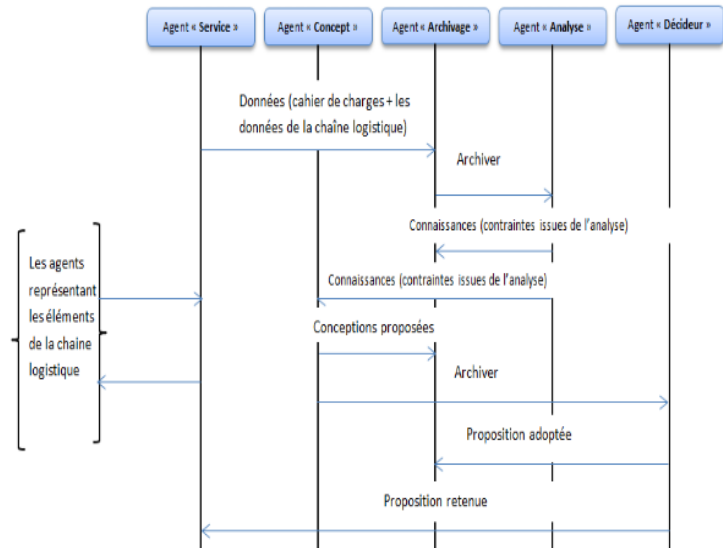 Agent « Service »
Agent « Concept »
Agent « Archivage »
Agent « Analyse »
Agent « Décideur »
Données (cahier de charges + les
données de la chaîne logistique)
Archiver
Connaissances (contraintes issues de l'analyse)
Les agents
représentant
les éléments
de la chaine
logistique
Connaissances (contraintes issues de l'analyse)
Conceptions proposées
Archiver
Proposition adoptée
Proposition retenue